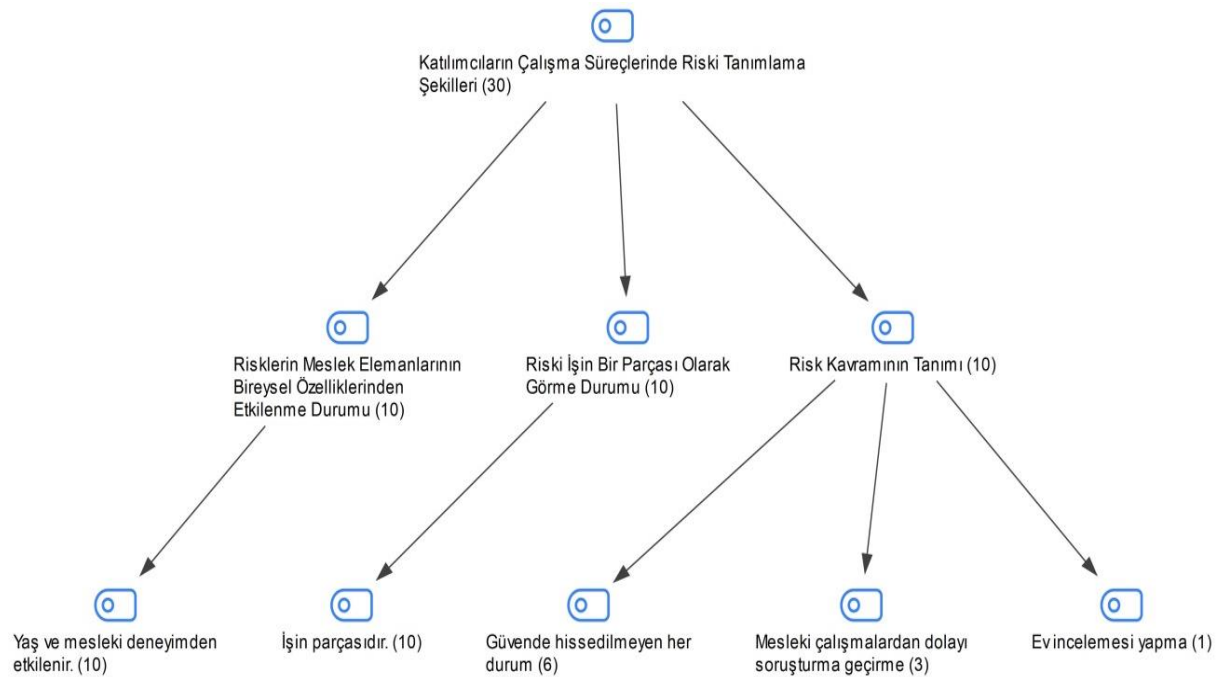 Katılımcıların Çalışma Süreçlerinde Riski Tanımlama
Şekilleri (30)
Risklerin Meslek Elemanlarının
Bireysel Özelliklerinden
Etkilenme Durumu (10)
Riski İşin Bir Parçası Olarak
Görme Durumu (10)
Risk Kavramının Tanımı (10)
Yaş ve mesleki deneyimden
etkilenir. (10)
İşin parçasıdır. (10)
Güvende hissedilmeyen her
durum (6)
Mesleki çalışmalardan dolayı
soruşturma geçirme (3)
Ev incelemesi yapma (1)